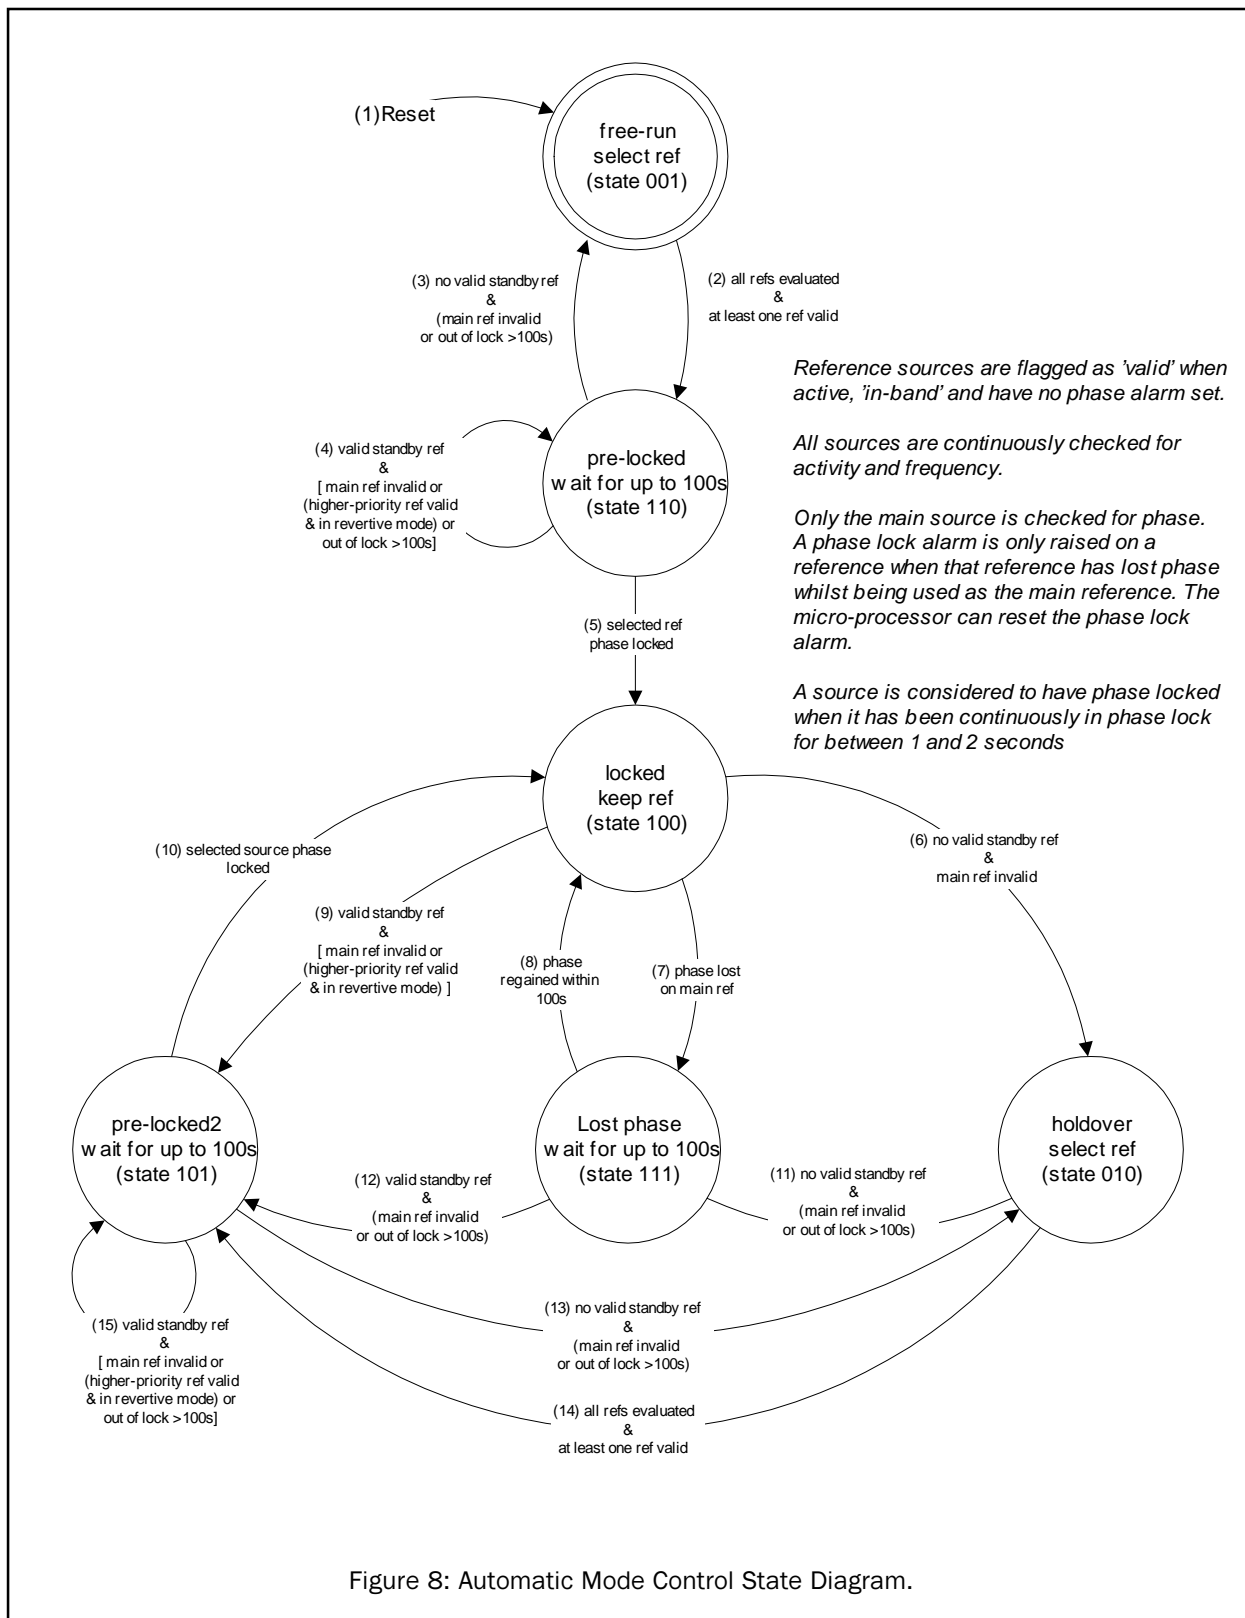 (1)Reset
free-run
select ref
(state 001)
(3) no valid standby ref
&
(main ref invalid
or out of lock >100s)
(2) all refs evaluated
&
at least one ref valid
Reference sources are flagged as 'valid' when
active, 'in-band' and have no phase alarm set.
All sources are continuously checked for
activity and frequency.
Only the main source is checked for phase.
A phase lock alarm is only raised on a
reference when that reference has lost phase
whilst being used as the main reference. The
micro-processor can reset the phase lock
alarm.
A source is considered to have phase locked
when it has been continuously in phase lock
for between 1 and 2 seconds
(4) valid standby ref
&
[ main ref invalid or
(higher-priority ref valid
& in revertive mode) or
out of lock >100s]
pre-locked
wait for up to 100s
(state 110)
(5) selected ref
phase locked
locked
keep ref
(state 100)
(10) selected source phase
locked
(6) no valid standby ref
&
main ref invalid
(9) valid standby ref
&
[ main ref invalid or
(higher-priority ref valid
& in revertive mode) ]
(8) phase
regained within
100s
(7) phase lost
on main ref
pre-locked2
wait for up to 100s
(state 101)
Lost phase
wait for up to 100s
(state 111)
holdover
select ref
(state 010)
(12) valid standby ref
&
(main ref invalid
or out of lock >100s)
(11) no valid standby ref
&
(main ref invalid
or out of lock >100s)
(15) valid standby ref
&
[ main ref invalid or
(higher-priority ref valid
& in revertive mode) or
out of lock >100s]
(13) no valid standby ref
&
(main ref invalid
or out of lock >100s)
(14) all refs evaluated
&
at least one ref valid
Figure 8: Automatic Mode Control State Diagram.